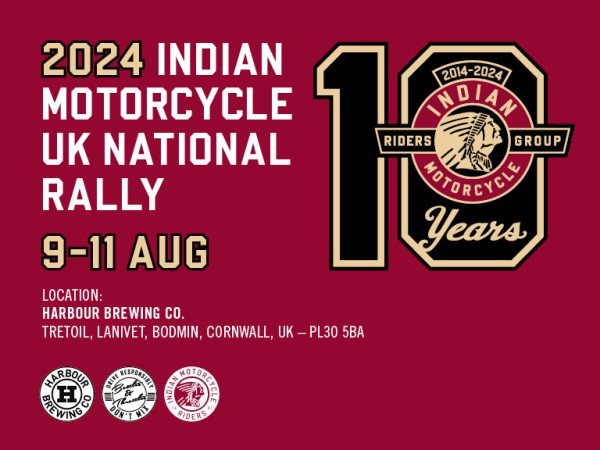 2024 INDIAN
MOTORCYCLE
UK NATIONAL
RALLY
9-11 AUG
LOCATION:
HARBOUR BREWING CO.
TRETOIL, LANIVET, BODMIN, CORNWALL, UK – PL30 5BA
10
2014-2024
INDIAN
RIDERS GROUP
MOTORCYCLE
Years
HARBOUR
H
BREWING CO
DRIVE RESPONSIBLY
&
DON'T MIX
INDIAN MOTORCYCLE
RIDERS